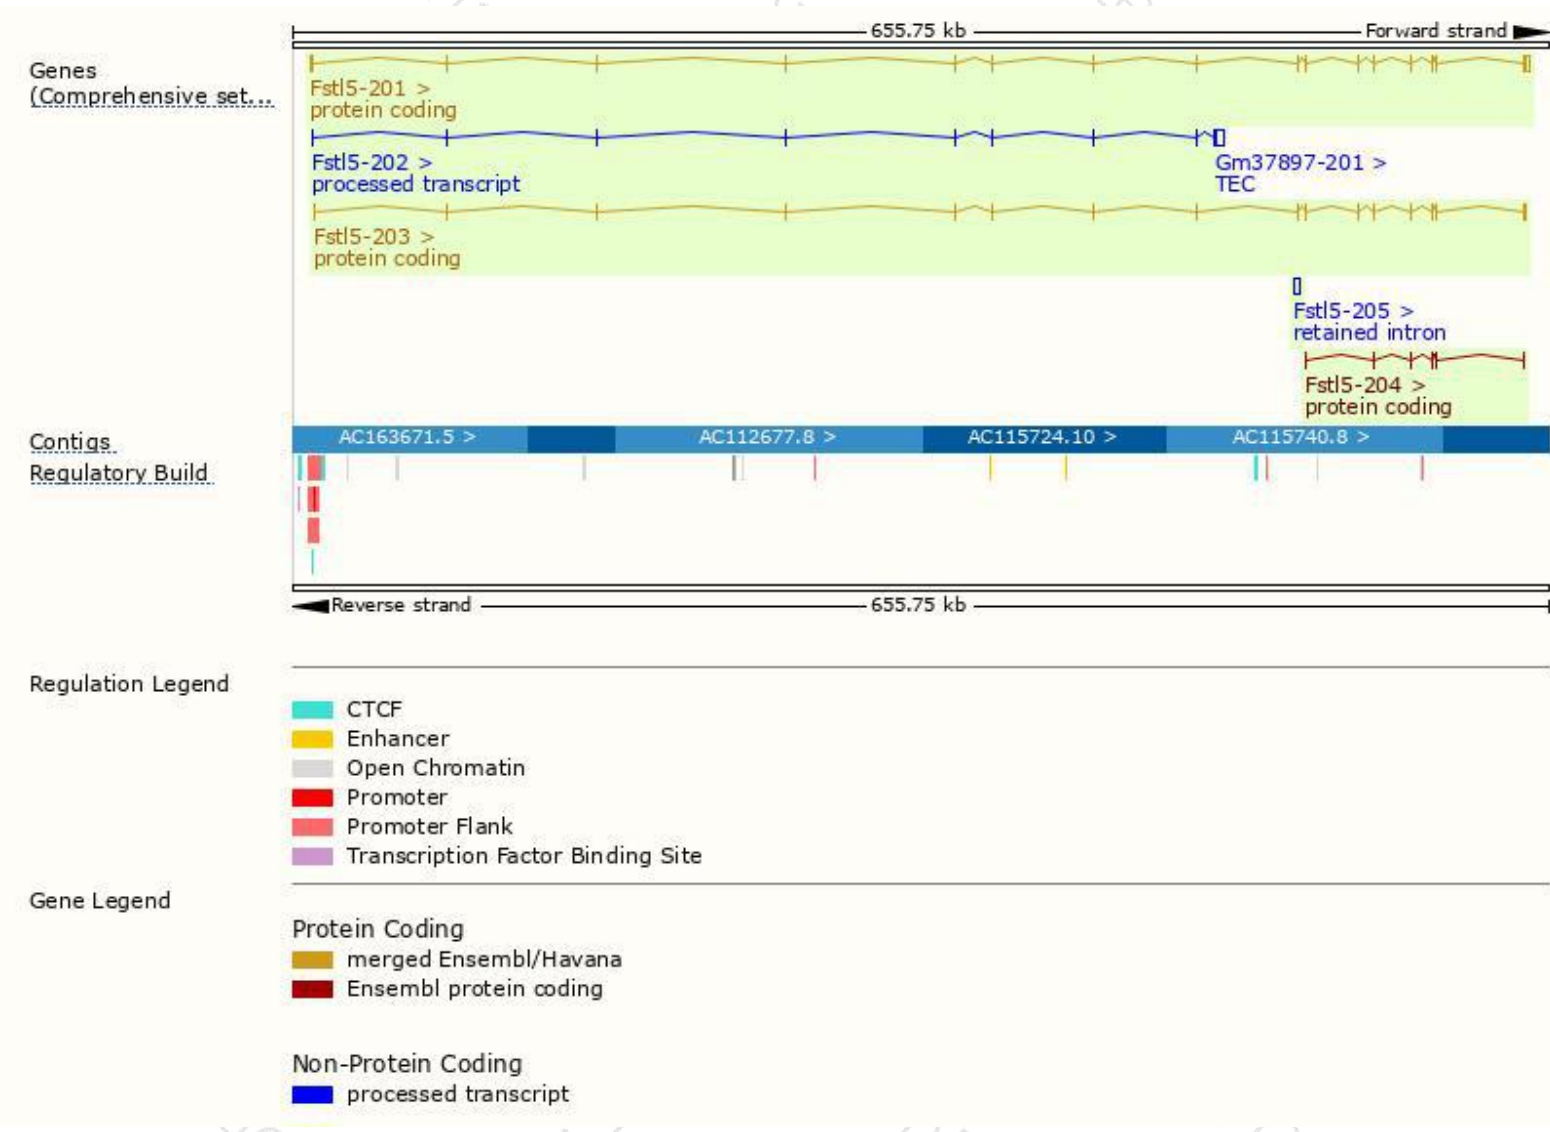 655.75 kb
Forward strand
Genes
(Comprehensive set...
Fstl5-201 >
protein coding
Fstl5-202 >
processed transcript
Gm37897-201 >
TEC
Fstl5-203 >
protein coding
Fstl5-205 >
retained intron
Fstl5-204 >
protein coding
Contigs
AC163671.5 >
AC112677.8 >
AC115724.10 >
AC115740.8 >
Regulatory Build
Reverse strand
655.75 kb
Regulation Legend
CTCF
Enhancer
Open Chromatin
Promoter
Promoter Flank
Transcription Factor Binding Site
Gene Legend
Protein Coding
merged Ensembl/Havana
Ensembl protein coding
Non-Protein Coding
processed transcript